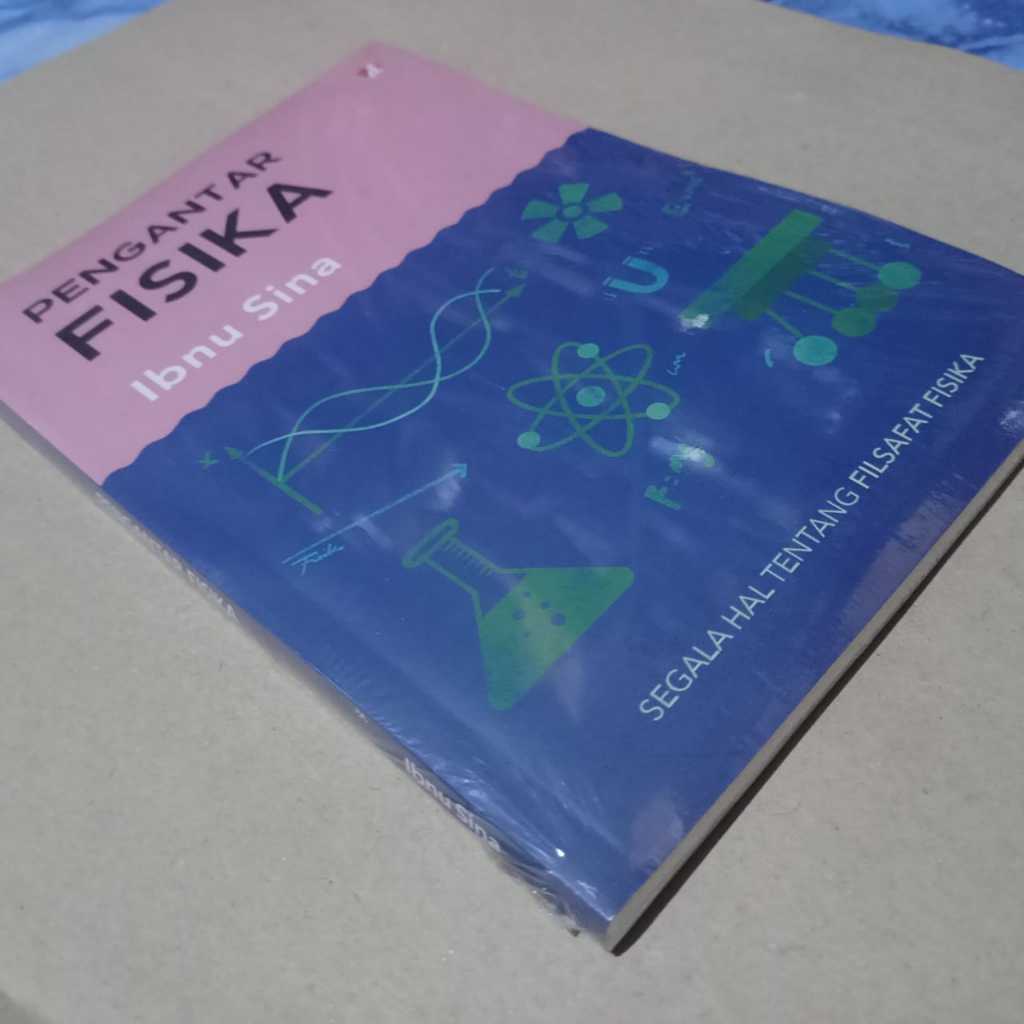 PENGANTAR
FISIKA
Ibnu Sina
SEGALA HAL TENTANG FILSAFAT FISIKA
Ibnu Sina